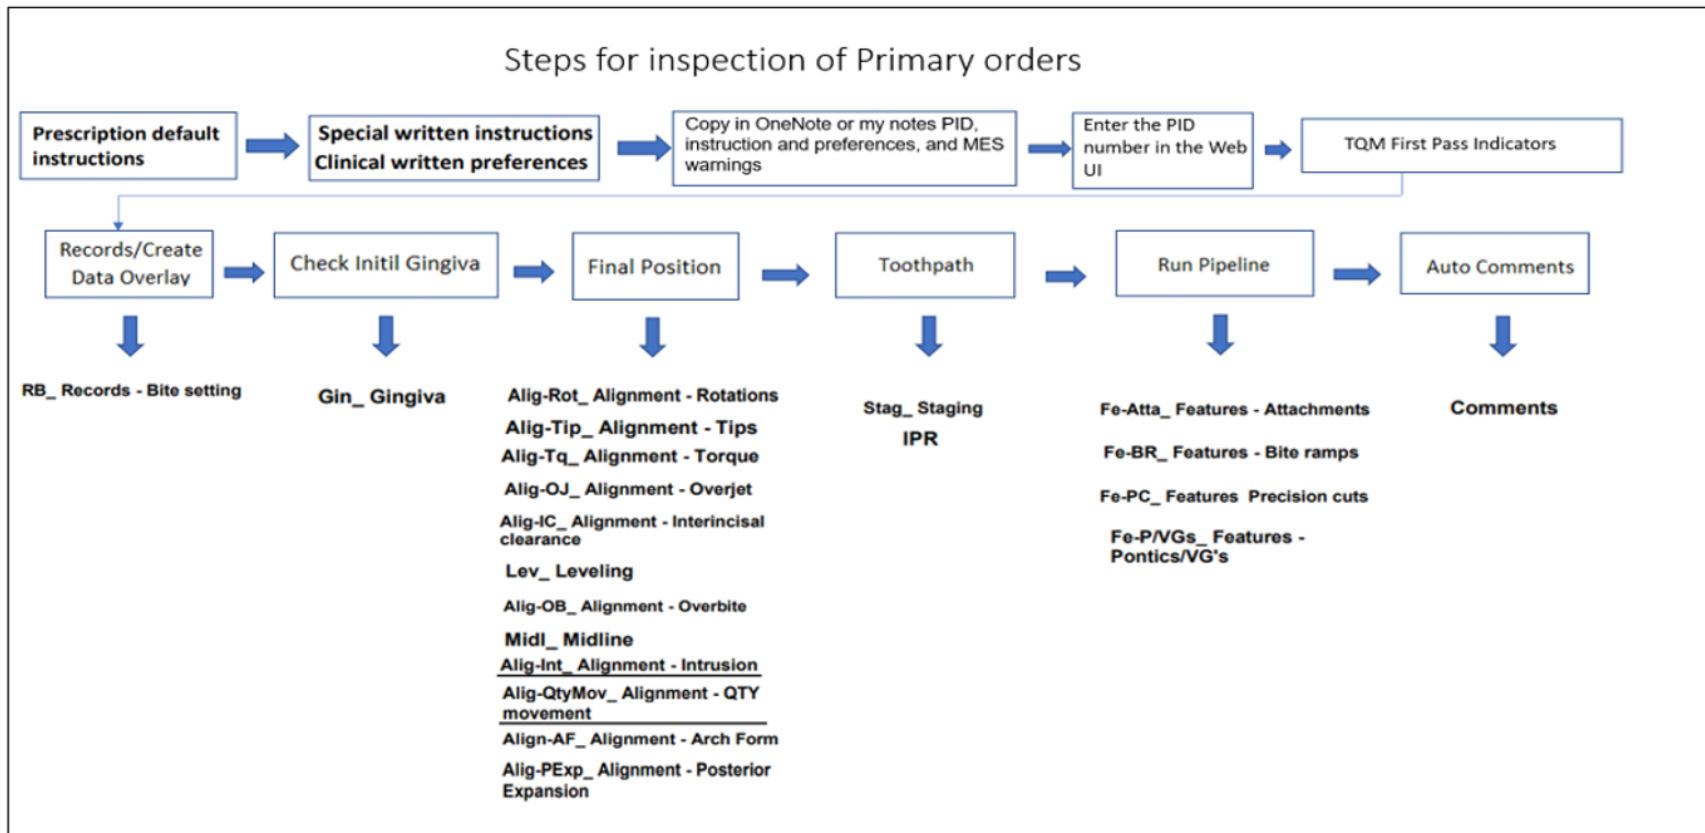 Steps for inspection of Primary orders
Prescription default
instructions
Special written instructions
Clinical written preferences
Copy in OneNote or my notes PID,
instruction and preferences, and MES
warnings
Enter the PID
number in the Web
UI
TQM First Pass Indicators
Records/Create
Data Overlay
Check Initil Gingiva
Final Position
Toothpath
Run Pipeline
Auto Comments
RB_ Records - Bite setting
Gin_ Gingiva
Alig-Rot_ Alignment - Rotations
Alig-Tip_ Alignment - Tips
Alig-Tq_ Alignment - Torque
Alig-OJ_ Alignment - Overjet
Alig-IC_ Alignment - Interincisal
clearance
Lev_ Leveling
Alig-OB_ Alignment - Overbite
Midl_ Midline
Alig-Int_ Alignment - Intrusion
Alig-QtyMov_ Alignment - QTY
movement
Align-AF_ Alignment - Arch Form
Alig-PExp_ Alignment - Posterior
Expansion
Stag_ Staging
IPR
Fe-Atta_ Features - Attachments
Fe-BR_ Features - Bite ramps
Fe-PC_ Features Precision cuts
Fe-P/VGs_ Features -
Pontics/VG's
Comments